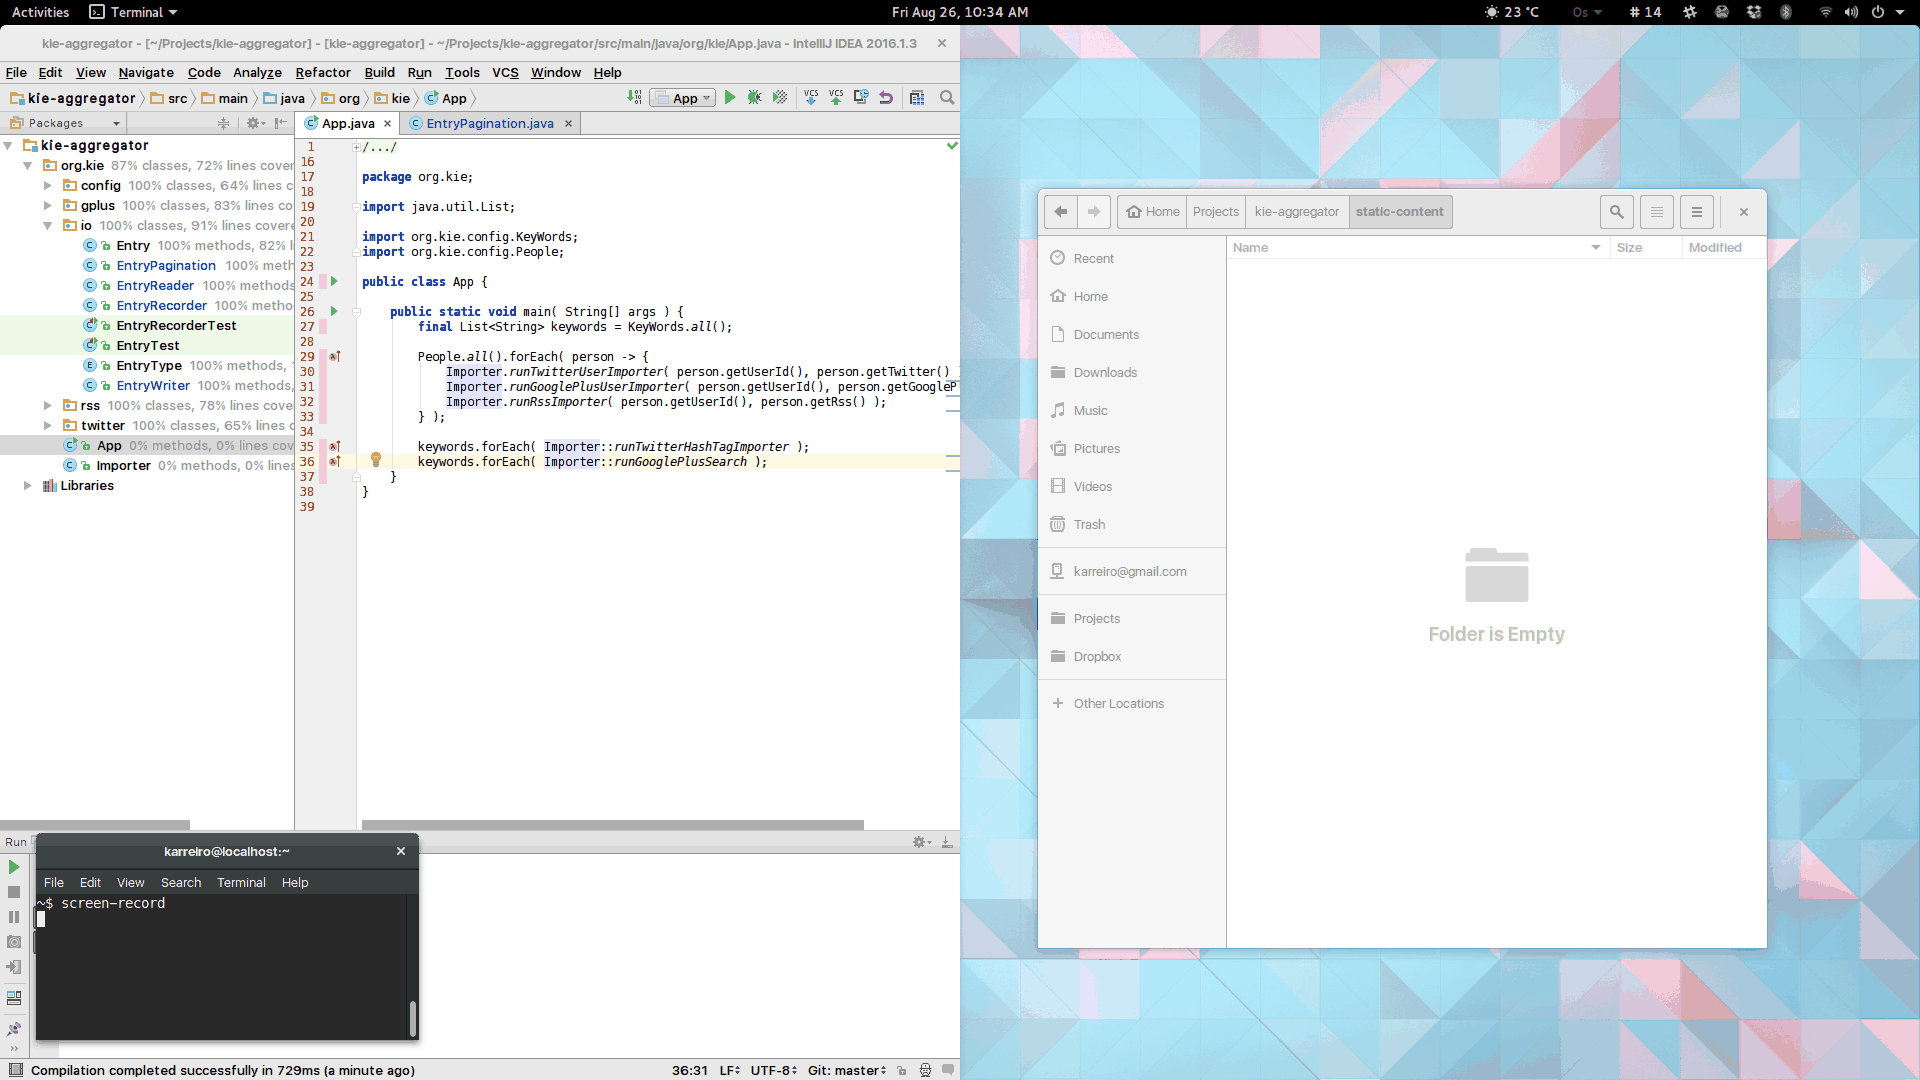 Activities Terminal Fri Aug 26, 10:34 AM 23 °C 0s # 14
kie-aggregator - [~/Projects/kie-aggregator] - [kie-aggregator] - ~/Projects/kie-aggregator/src/main/java/org/kie/App.java - IntelliJ IDEA 2016.1.3
File Edit View Navigate Code Analyze Refactor Build Run Tools VCS Window Help
kie-aggregator src main java org kie App App VCS VCS
Packages
App.java EntryPagination.java
kie-aggregator
org.kie 87% classes, 72% lines cover
config 100% classes, 64% lines c
gplus 100% classes, 83% lines co
io 100% classes, 91% lines covere
Entry 100% methods, 82% l
EntryPagination 100% meth
EntryReader 100% methods
EntryRecorder 100% metho
EntryRecorderTest
EntryTest
EntryType 100% methods,
EntryWriter 100% methods,
rss 100% classes, 78% lines cove
twitter 100% classes, 65% lines c
App 0% methods, 0% lines cov
Importer 0% methods, 0% lines
Libraries
1 /.../
16
17 package org.kie;
18
19 import java.util.List;
20
21 import org.kie.config.KeyWords;
22 import org.kie.config.People;
23
24 public class App {
25
26 public static void main( String[] args ) {
27 final List<String> keywords = KeyWords.all();
28
29 People.all().forEach( person -> {
30 Importer.runTwitterUserImporter( person.getUserId(), person.getTwitter()
31 Importer.runGooglePlusUserImporter( person.getUserId(), person.getGoogleP
32 Importer.runRssImporter( person.getUserId(), person.getRss() );
33 } );
34
35 keywords.forEach( Importer::runTwitterHashTagImporter );
36 keywords.forEach( Importer::runGooglePlusSearch );
37 }
38 }
39
Run
karreiro@localhost:~
File Edit View Search Terminal Help
~$ screen-record
Compilation completed successfully in 729ms (a minute ago) 36:31 LF UTF-8 Git: master
Home Projects kie-aggregator static-content
Name Size Modified
Recent
Home
Documents
Downloads
Music
Pictures
Videos
Trash
karreiro@gmail.com
Projects
Dropbox
Other Locations
Folder is Empty